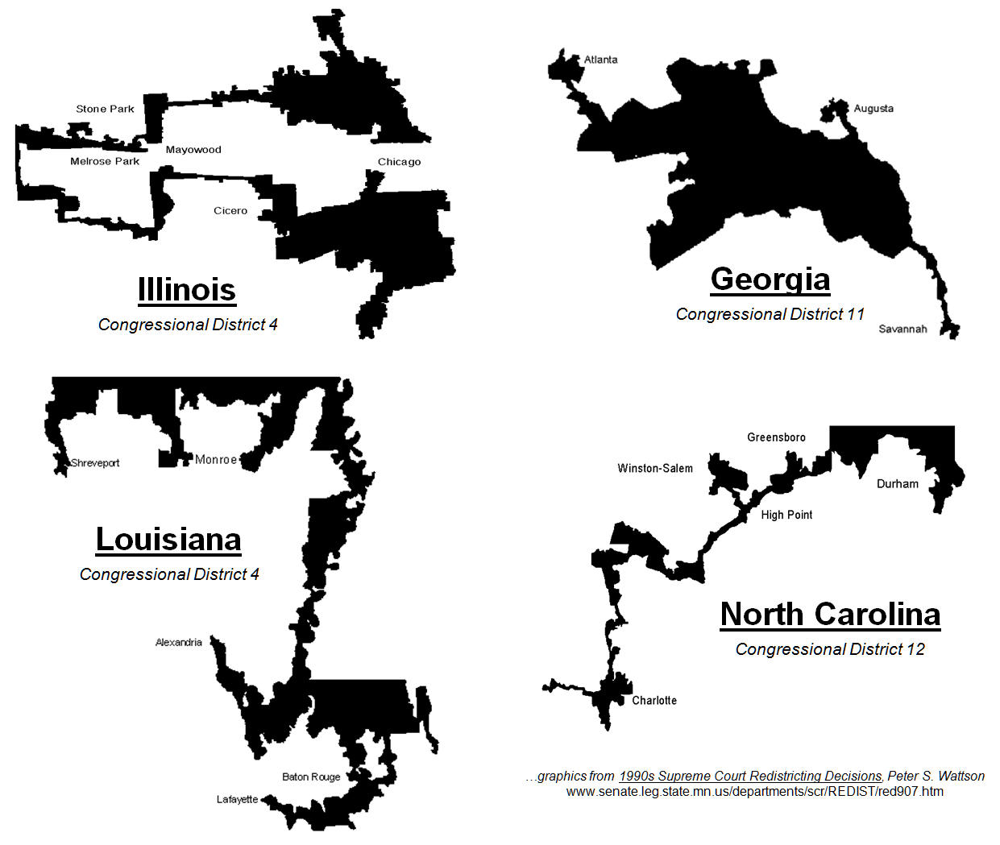 Stone Park
Mayowood
Melrose Park
Chicago
Cicero
Illinois
Congressional District 4
Atlanta
Augusta
Georgia
Congressional District 11
Savannah
Shreveport
Monroe
Louisiana
Congressional District 4
Alexandria
Baton Rouge
Lafayette
Greensboro
Winston-Salem
Durham
High Point
North Carolina
Congressional District 12
Charlotte
…graphics from 1990s Supreme Court Redistricting Decisions, Peter S. Wattson
www.senate.leg.state.mn.us/departments/scr/REDIST/red907.htm